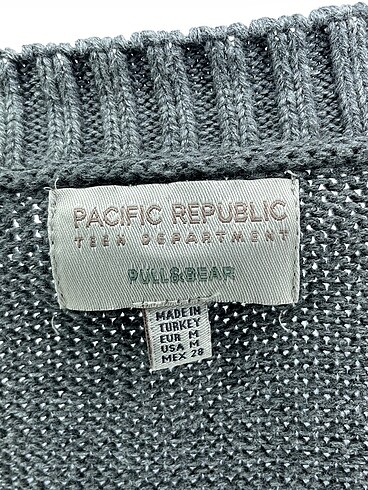 PACIFIC REPUBLIC
TEEN DEPARTMENT
PULL&BEAR
MADE IN
TURKEY
EUR M
USA M
MEX 28